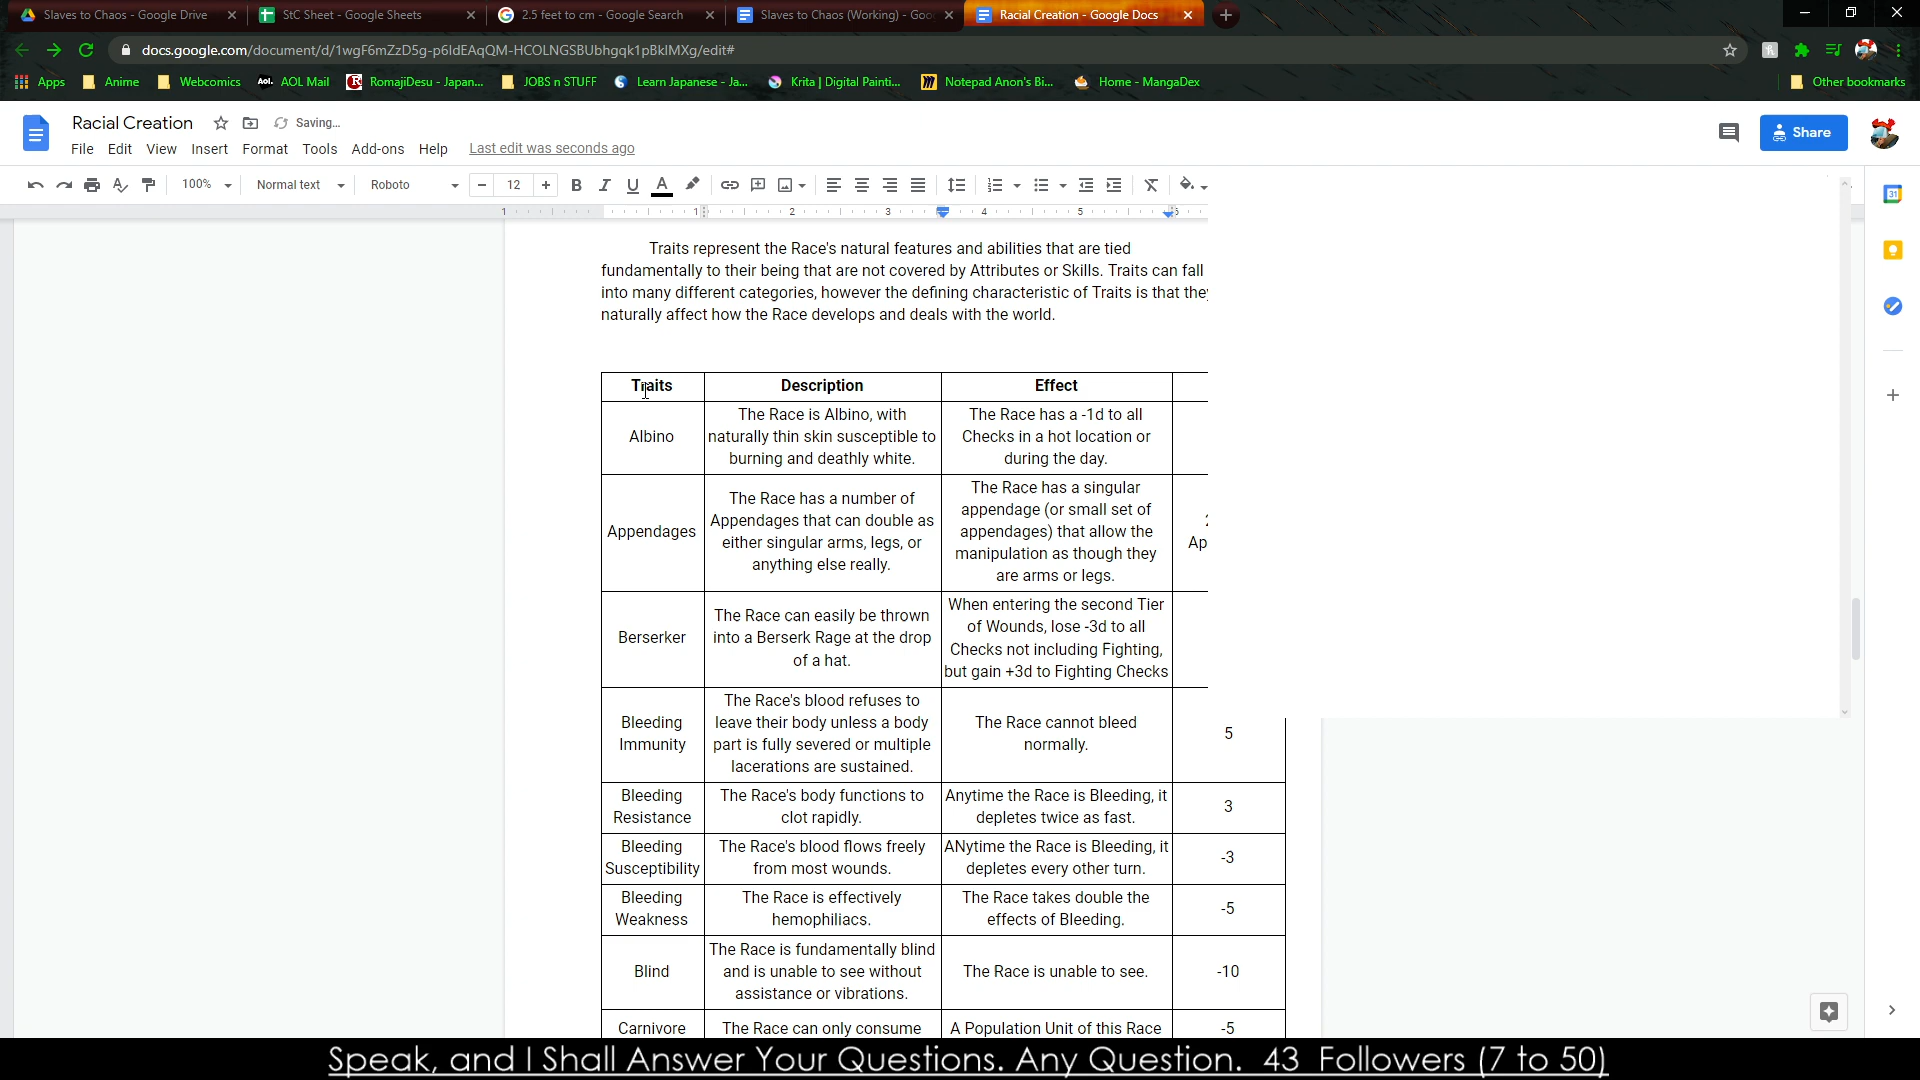 Slaves to Chaos - Google Drive
StC Sheet - Google Sheets
2.5 feet to cm - Google Search
Slaves to Chaos (Working) - Goo
Racial Creation - Google Docs
docs.google.com/document/d/1wgF6mZzD5g-p6IdEAqQM-HCOLNGSBUbhgqk1pBkIMXg/edit#
Apps
Anime
Webcomics
Aol.
AOL Mail
RomajiDesu - Japan...
JOBS n STUFF
Learn Japanese - Ja...
Krita | Digital Painti...
Notepad Anon's Bi...
Home - MangaDex
Other bookmarks
Racial Creation
Saving...
File Edit View Insert Format Tools Add-ons Help
Last edit was seconds ago
Share
100%
Normal text
Roboto
12
B I U A
31
1 1 2 3 4 5
Traits represent the Race's natural features and abilities that are tied
fundamentally to their being that are not covered by Attributes or Skills. Traits can fall
into many different categories, however the defining characteristic of Traits is that they
naturally affect how the Race develops and deals with the world.
Traits
Description
Effect
Albino
The Race is Albino, with
naturally thin skin susceptible to
burning and deathly white.
The Race has a -1d to all
Checks in a hot location or
during the day.
Appendages
The Race has a number of
Appendages that can double as
either singular arms, legs, or
anything else really.
The Race has a singular
appendage (or small set of
appendages) that allow the
manipulation as though they
are arms or legs.
Ap
Berserker
The Race can easily be thrown
into a Berserk Rage at the drop
of a hat.
When entering the second Tier
of Wounds, lose -3d to all
Checks not including Fighting,
but gain +3d to Fighting Checks
Bleeding
Immunity
The Race's blood refuses to
leave their body unless a body
part is fully severed or multiple
lacerations are sustained.
The Race cannot bleed
normally.
5
Bleeding
Resistance
The Race's body functions to
clot rapidly.
Anytime the Race is Bleeding, it
depletes twice as fast.
3
Bleeding
Susceptibility
The Race's blood flows freely
from most wounds.
ANytime the Race is Bleeding, it
depletes every other turn.
-3
Bleeding
Weakness
The Race is effectively
hemophiliacs.
The Race takes double the
effects of Bleeding.
-5
Blind
The Race is fundamentally blind
and is unable to see without
assistance or vibrations.
The Race is unable to see.
-10
Carnivore
The Race can only consume
A Population Unit of this Race
-5
Speak, and I Shall Answer Your Questions. Any Question. 43 Followers (7 to 50)